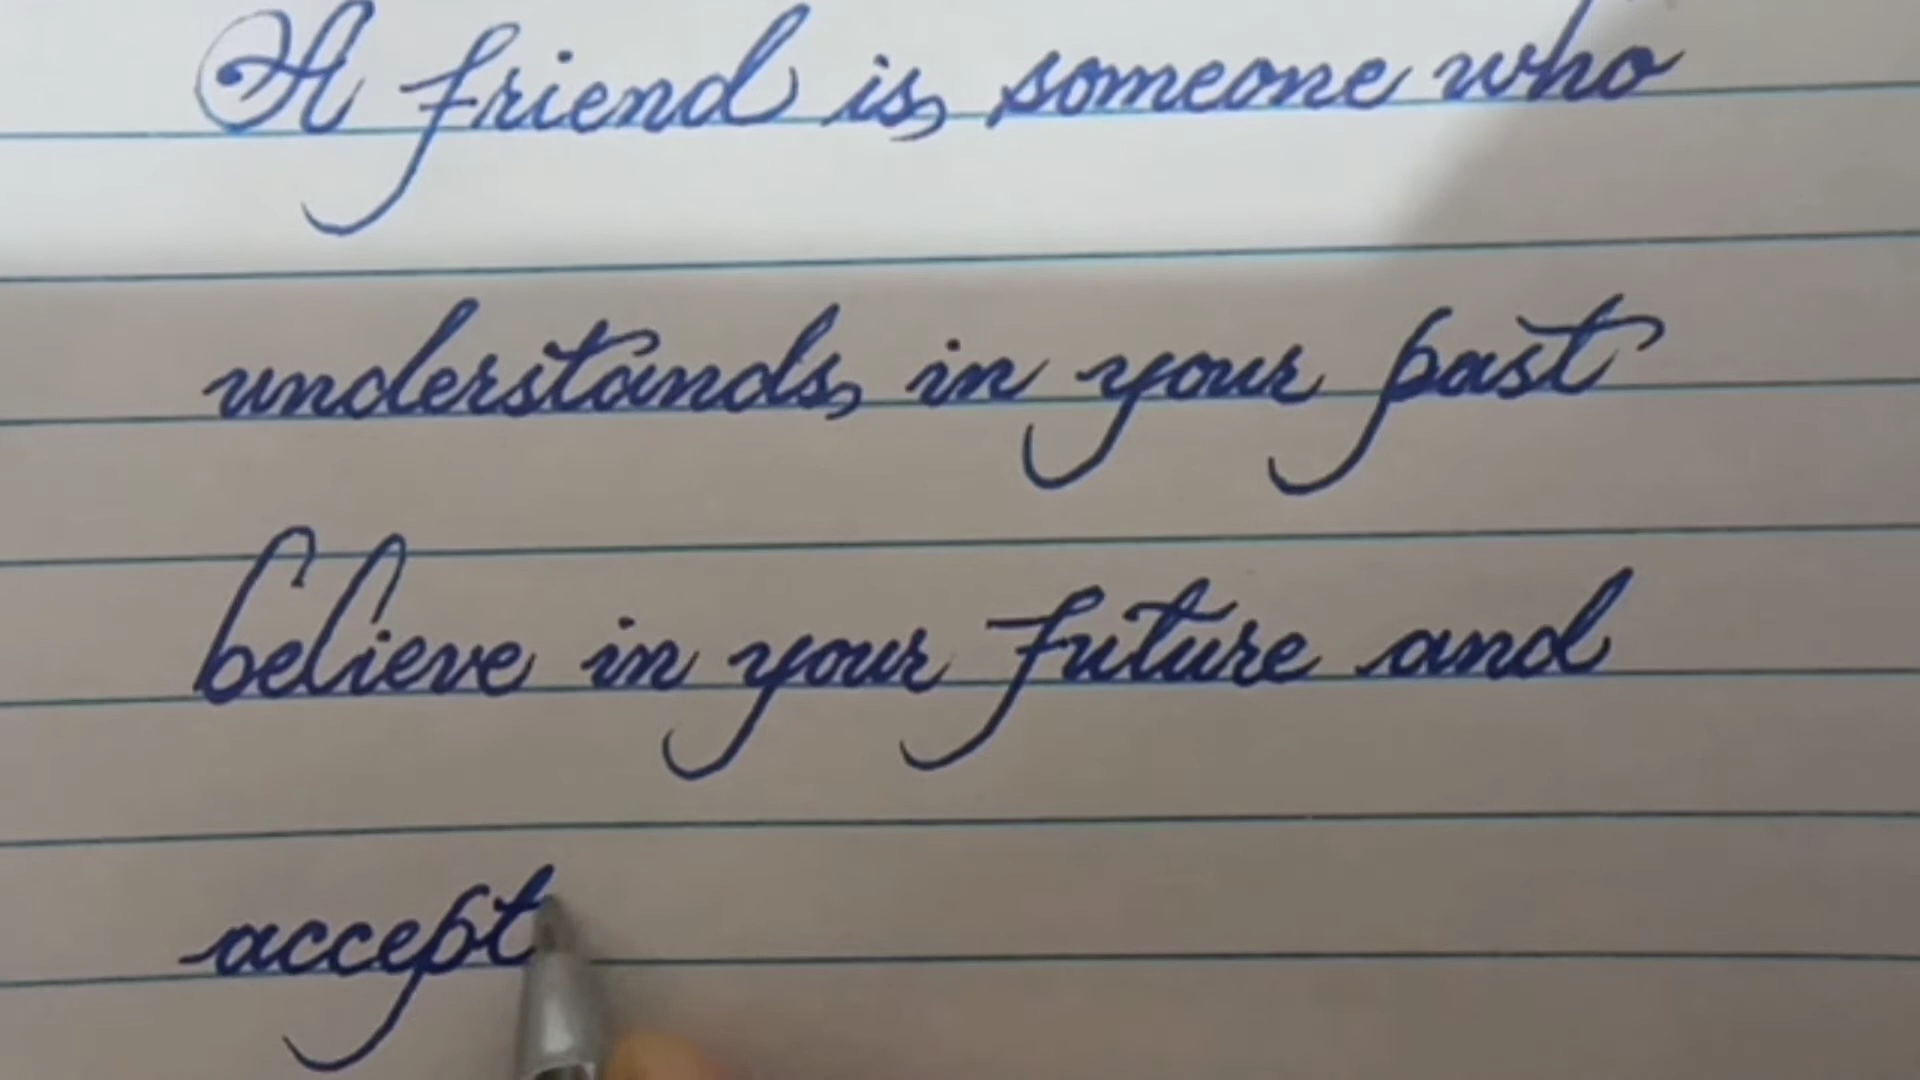 A friend is someone who
understands in your past
believe in your future and
accept